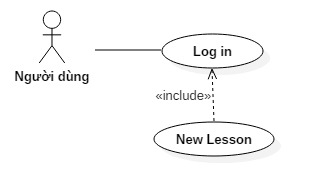 Log in
Người dùng
«include»
New Lesson